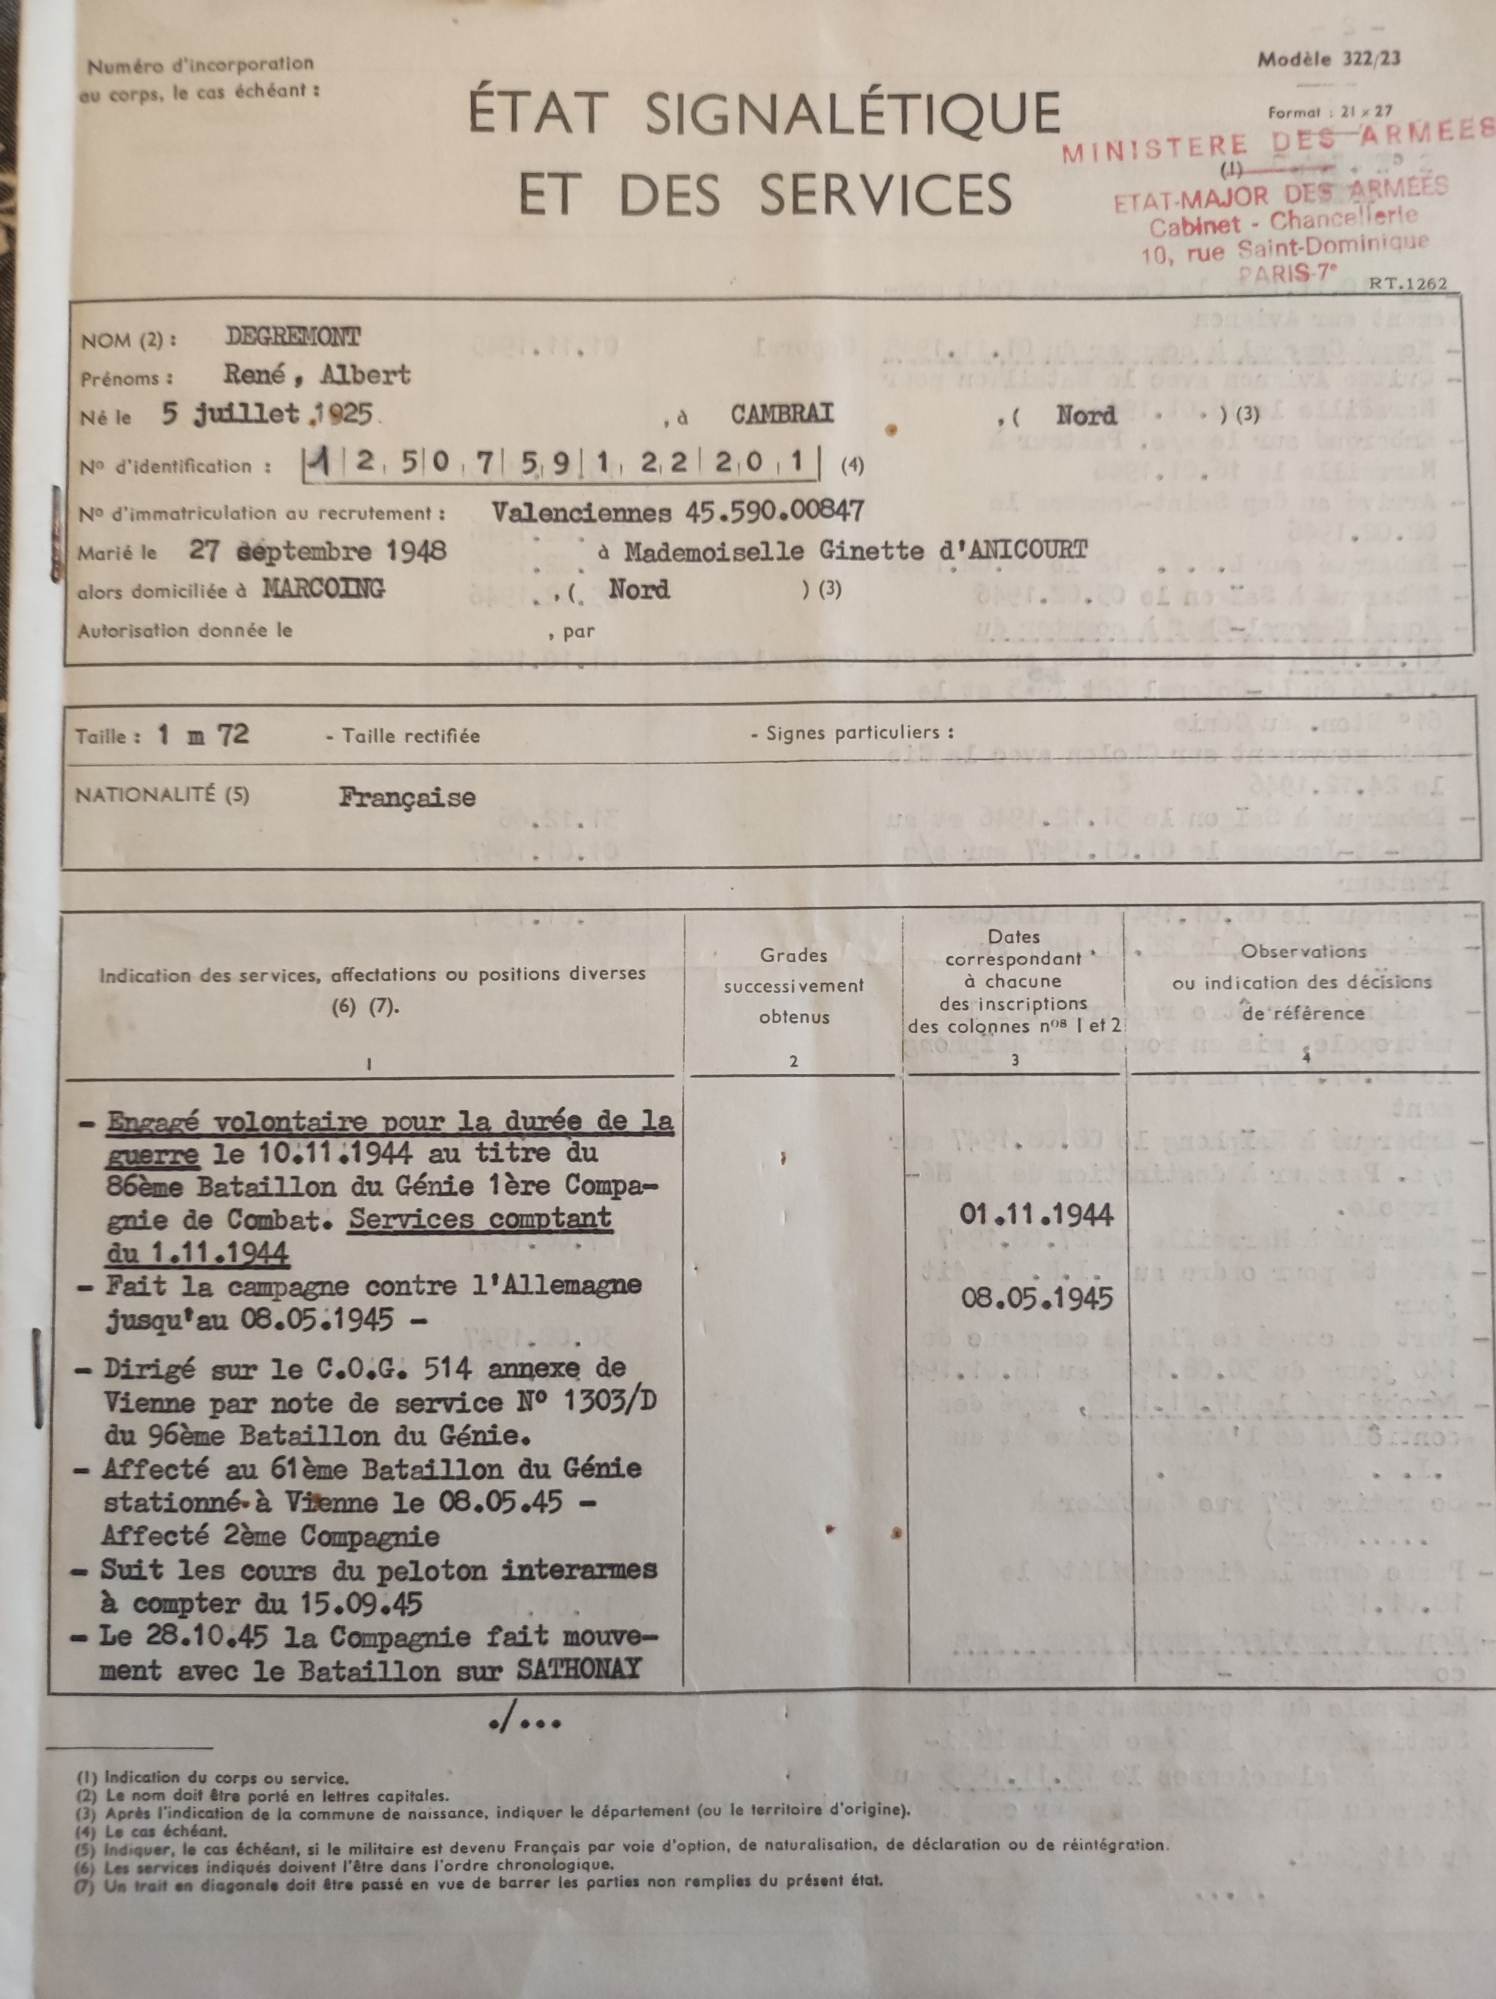 Numéro d'incorporation
au corps, le cas échéant :
Modèle 322/23
Format : 21 x 27
ÉTAT SIGNALÉTIQUE
ET DES SERVICES
MINISTERE DES ARMEES
(1)
ETAT-MAJOR DES ARMEES
Cabinet - Chancellerie
10, rue Saint-Dominique
PARIS-7e
RT.1262
NOM (2) : DEGREMONT
Prénoms : René, Albert
Né le 5 juillet 1925 , à CAMBRAI , ( Nord ) (3)
No d'identification : 1 2 5 0 7 5 9 1 2 2 2 0 1 (4)
No d'immatriculation au recrutement : Valenciennes 45.590.00847
Marié le 27 septembre 1948 à Mademoiselle Ginette d'ANICOURT
alors domiciliée à MARCOING , ( Nord ) (3)
Autorisation donnée le , par
Taille : 1 m 72 - Taille rectifiée - Signes particuliers :
NATIONALITÉ (5) Française
Indication des services, affectations ou positions diverses
(6) (7).
1
Grades
successivement
obtenus
2
Dates
correspondant
à chacune
des inscriptions
des colonnes nos 1 et 2
3
Observations
ou indication des décisions
de référence
4
- Engagé volontaire pour la durée de la
guerre le 10.11.1944 au titre du
86ème Bataillon du Génie 1ère Compa-
gnie de Combat. Services comptant 01.11.1944
du 1.11.1944
- Fait la campagne contre l'Allemagne 08.05.1945
jusqu'au 08.05.1945 -
- Dirigé sur le C.O.G. 514 annexe de
Vienne par note de service No 1303/D
du 96ème Bataillon du Génie.
- Affecté au 61ème Bataillon du Génie
stationné à Vienne le 08.05.45 -
Affecté 2ème Compagnie
- Suit les cours du peloton interarmes
à compter du 15.09.45
- Le 28.10.45 la Compagnie fait mouve-
ment avec le Bataillon sur SATHONAY
./...
(1) Indication du corps ou service.
(2) Le nom doit être porté en lettres capitales.
(3) Après l'indication de la commune de naissance, indiquer le département (ou le territoire d'origine).
(4) Le cas échéant.
(5) Indiquer, le cas échéant, si le militaire est devenu Français par voie d'option, de naturalisation, de déclaration ou de réintégration.
(6) Les services indiqués doivent l'être dans l'ordre chronologique.
(7) Un trait en diagonale doit être passé en vue de barrer les parties non remplies du présent état.